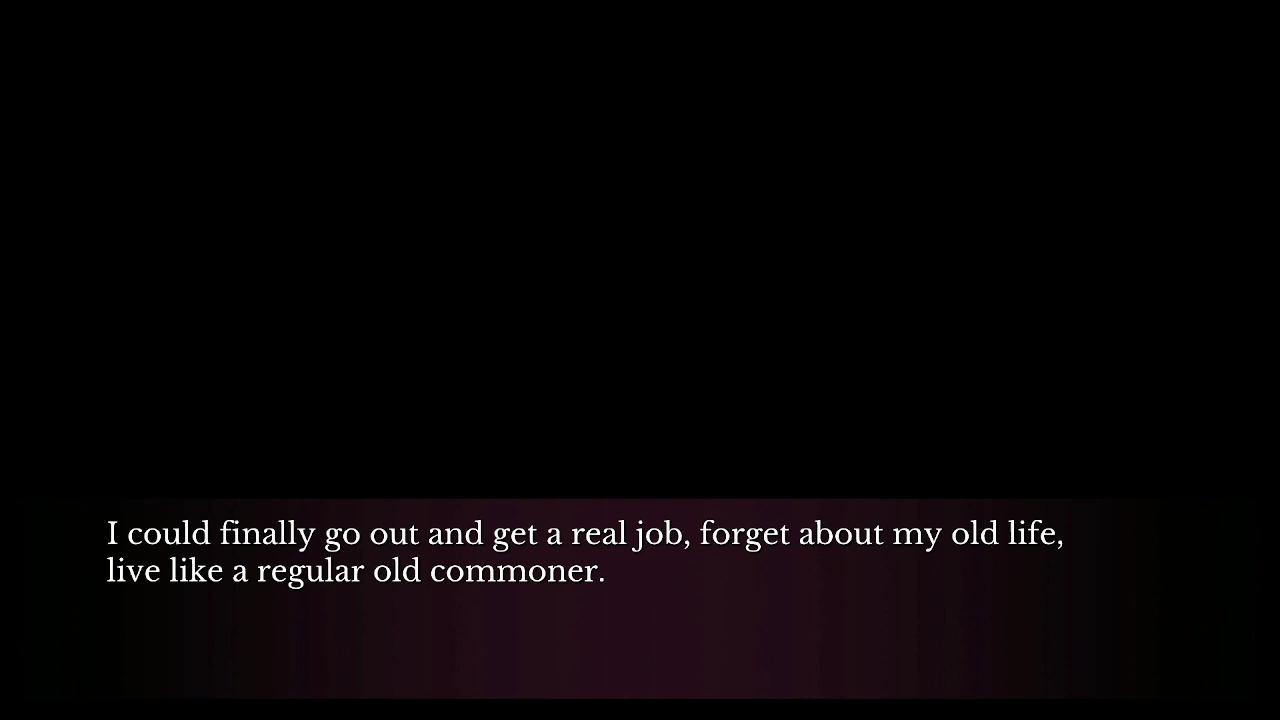 I could finally go out and get a real job, forget about my old life,
live like a regular old commoner.